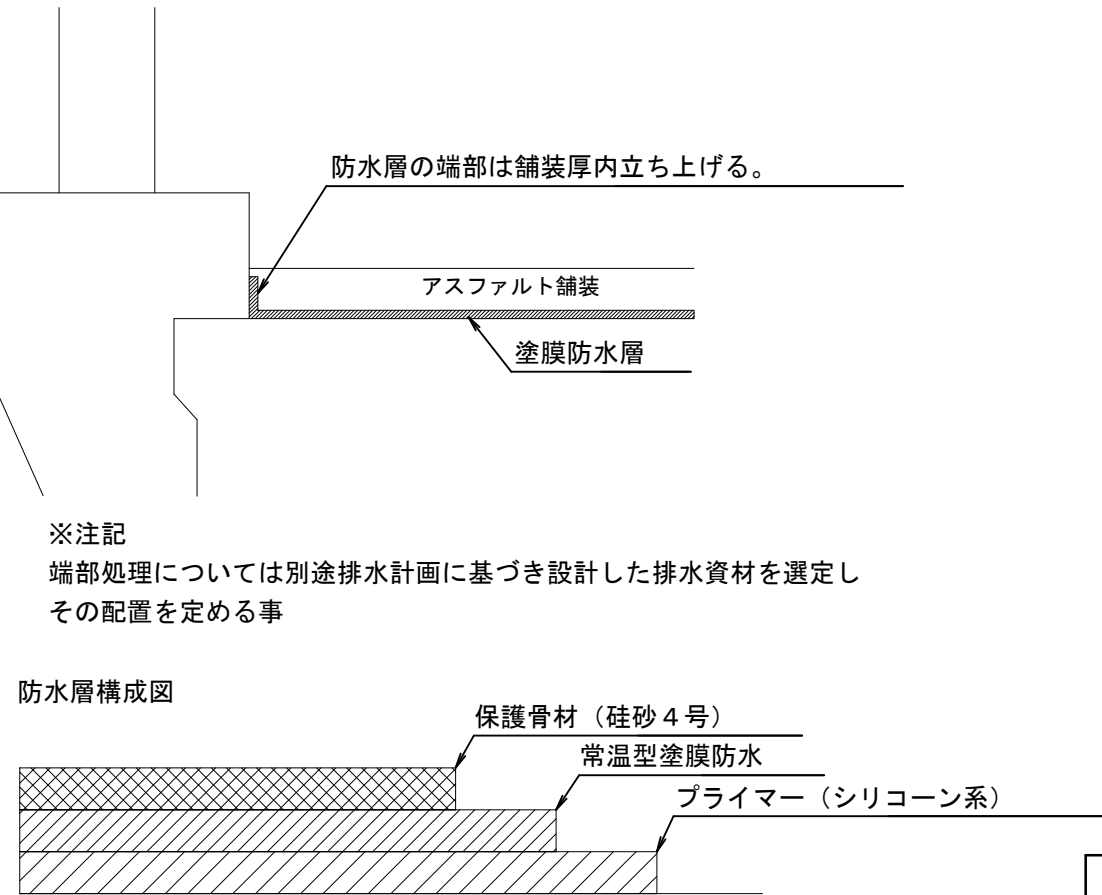 防水層の端部は舗装厚内立ち上げる。
アスファルト舗装
塗膜防水層
※注記
端部処理については別途排水計画に基づき設計した排水資材を選定し
その配置を定める事
防水層構成図
保護骨材（硅砂４号）
常温型塗膜防水
プライマー（シリコーン系）